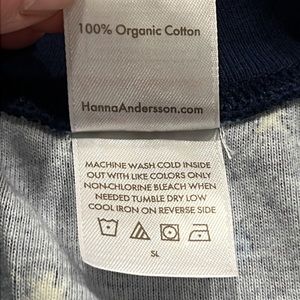 100% Organic Cotton
HannaAndersson.com
MACHINE WASH COLD INSIDE
OUT WITH LIKE COLORS ONLY
NON-CHLORINE BLEACH WHEN
NEEDED TUMBLE DRY LOW
COOL IRON ON REVERSE SIDE
SL